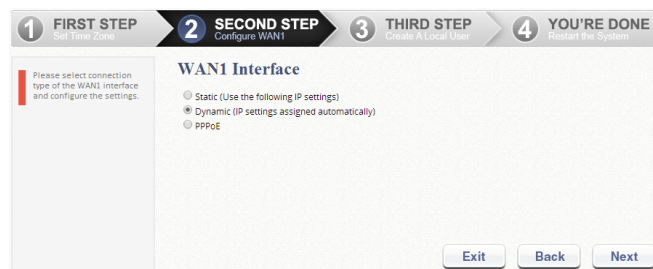 1 FIRST STEP
Set Time Zone
2 SECOND STEP
Configure WAN1
3 THIRD STEP
Create A Local User
4 YOU'RE DONE
Restart the System
Please select connection
type of the WAN1 interface
and configure the settings.
WAN1 Interface
Static (Use the following IP settings)
Dynamic (IP settings assigned automatically)
PPPoE
Exit Back Next